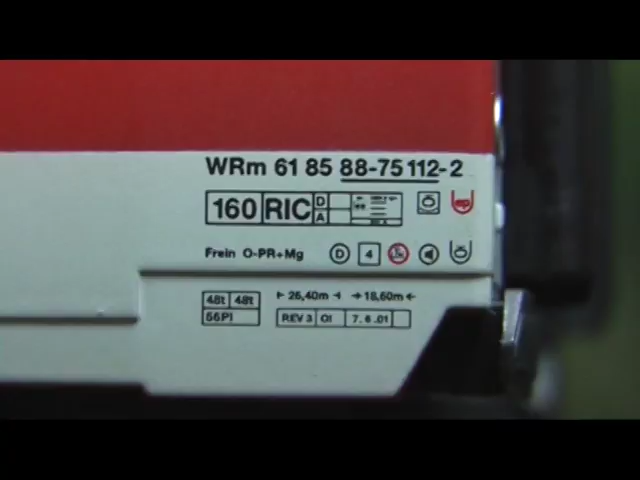 WRm 61 85 88-75 112-2
160 RIC D A
ep
Frein O-PR+Mg D 4
48t 48t 26,40m 18,60m
56Pl REV 3 Ol 7.6.01